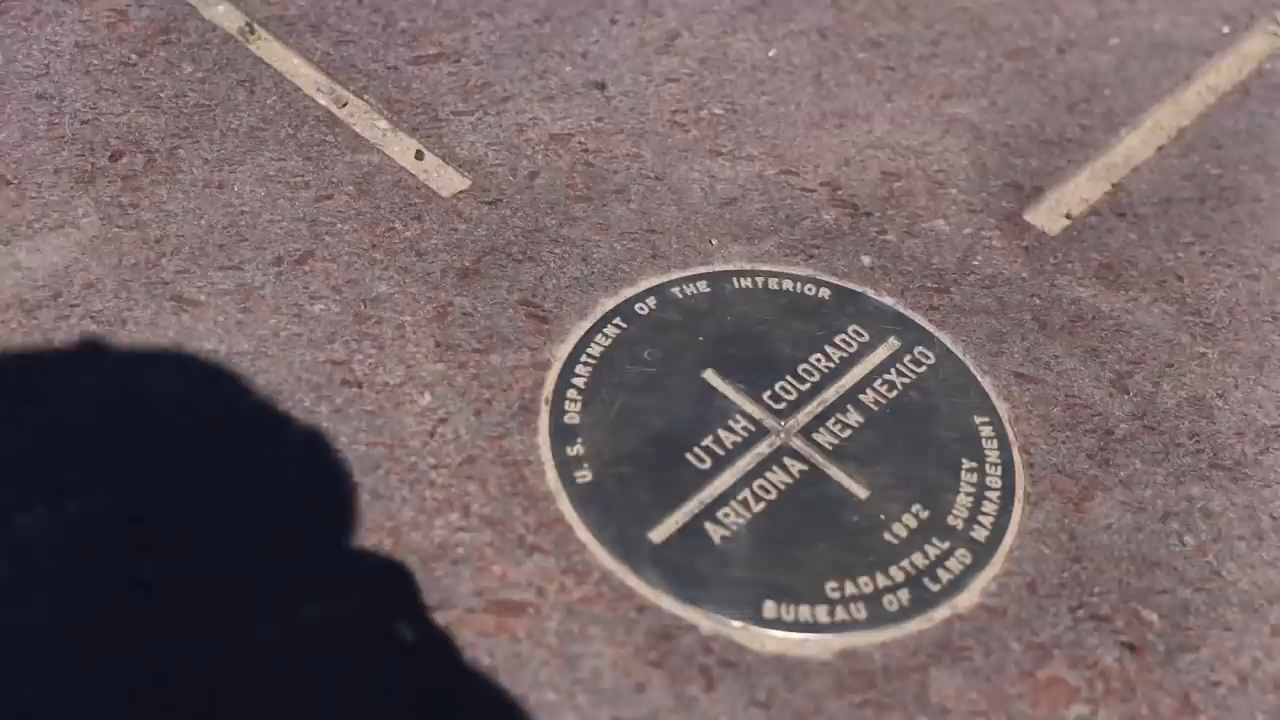 U.S. DEPARTMENT OF THE INTERIOR
UTAH COLORADO
ARIZONA NEW MEXICO
1992
CADASTRAL SURVEY
BUREAU OF LAND MANAGEMENT